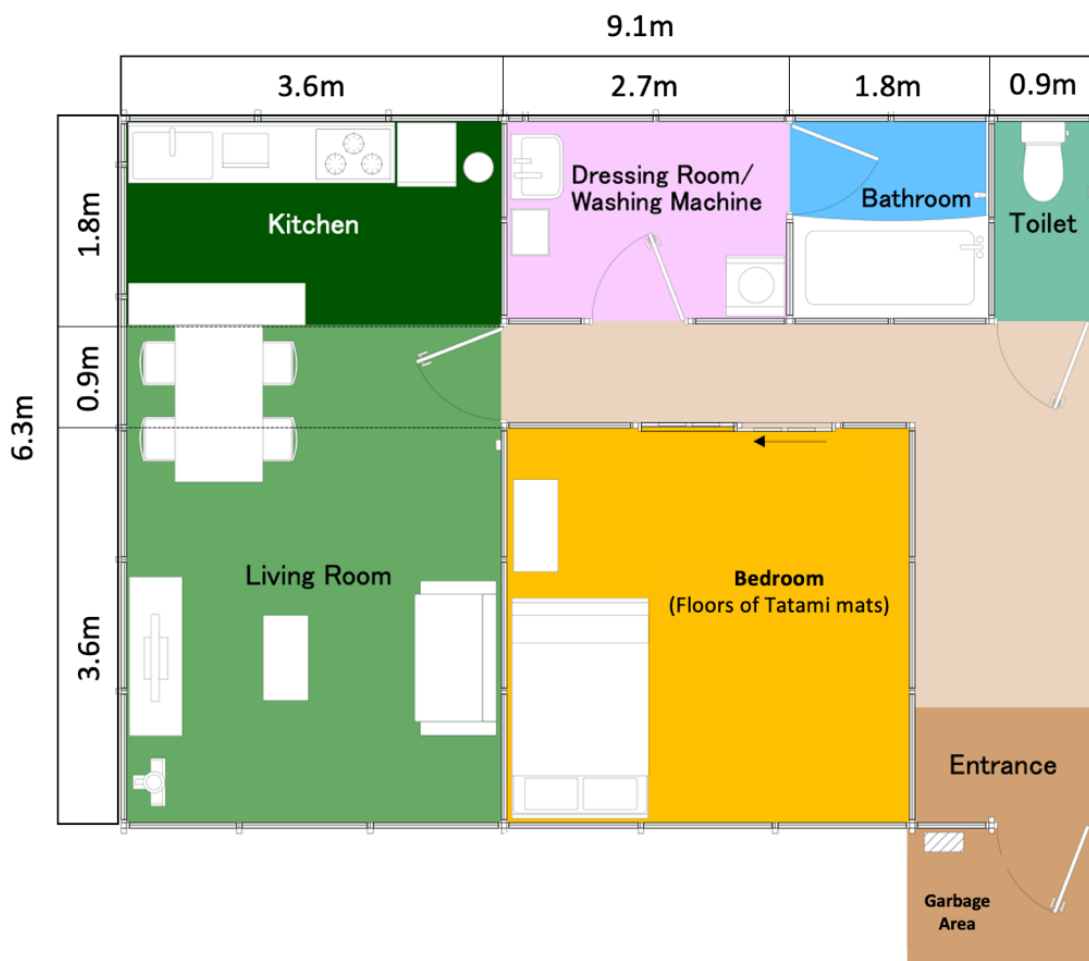 9.1m
3.6m
2.7m
1.8m
0.9m
1.8m
0.9m
3.6m
6.3m
Kitchen
Dressing Room/
Washing Machine
Bathroom
Toilet
Living Room
Bedroom
(Floors of Tatami mats)
Entrance
Garbage
Area